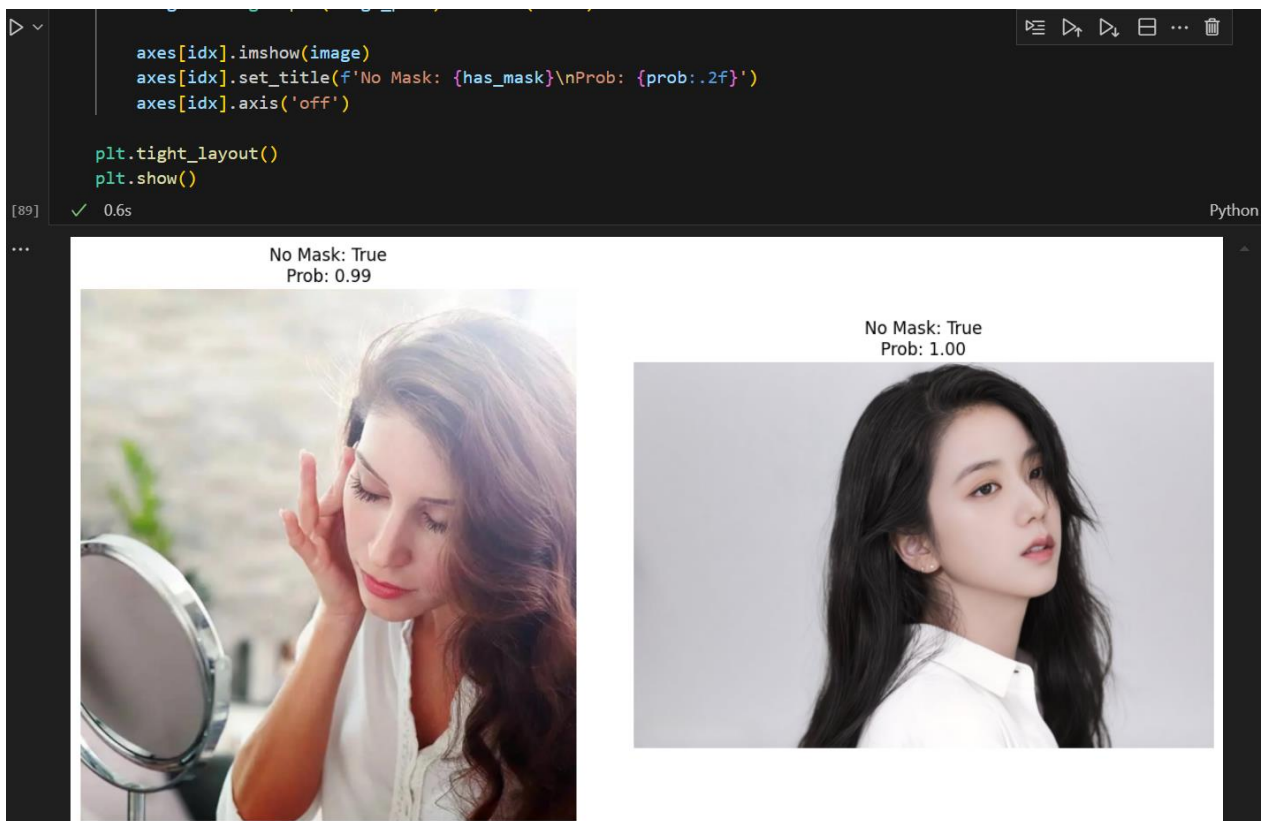 axes[idx].imshow(image)
axes[idx].set_title(f'No Mask: {has_mask}\nProb: {prob:.2f}')
axes[idx].axis('off')
plt.tight_layout()
plt.show()
[89]
0.6s
Python
No Mask: True
Prob: 0.99
No Mask: True
Prob: 1.00